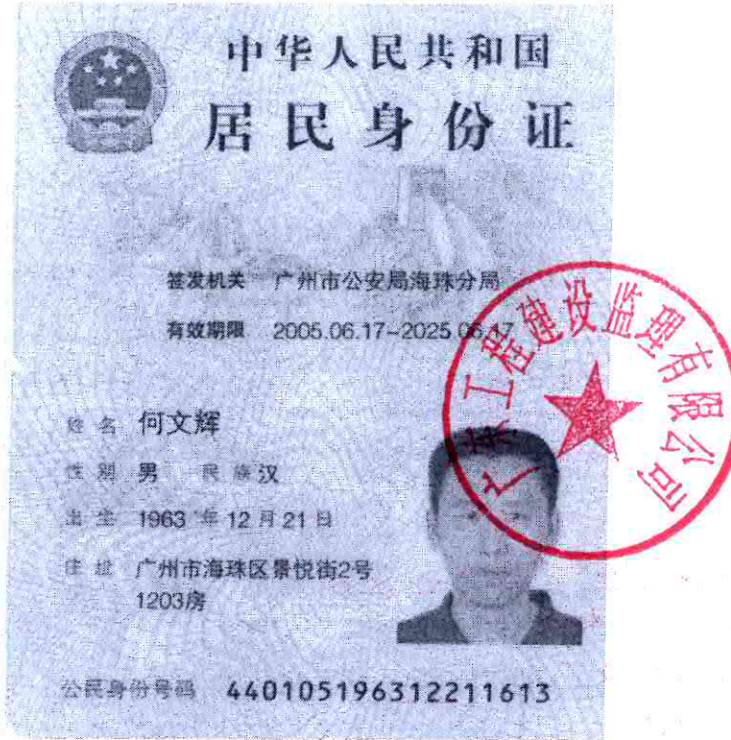 中华人民共和国
居民身份证
签发机关 广州市公安局海珠分局
有效期限 2005.06.17-2025.06.17
姓名 何文辉
性别 男 民族 汉
出生 1963 年 12 月 21 日
住址 广州市海珠区景悦街2号
1203房
公民身份号码 440105196312211613
广东工程建设监理有限公司